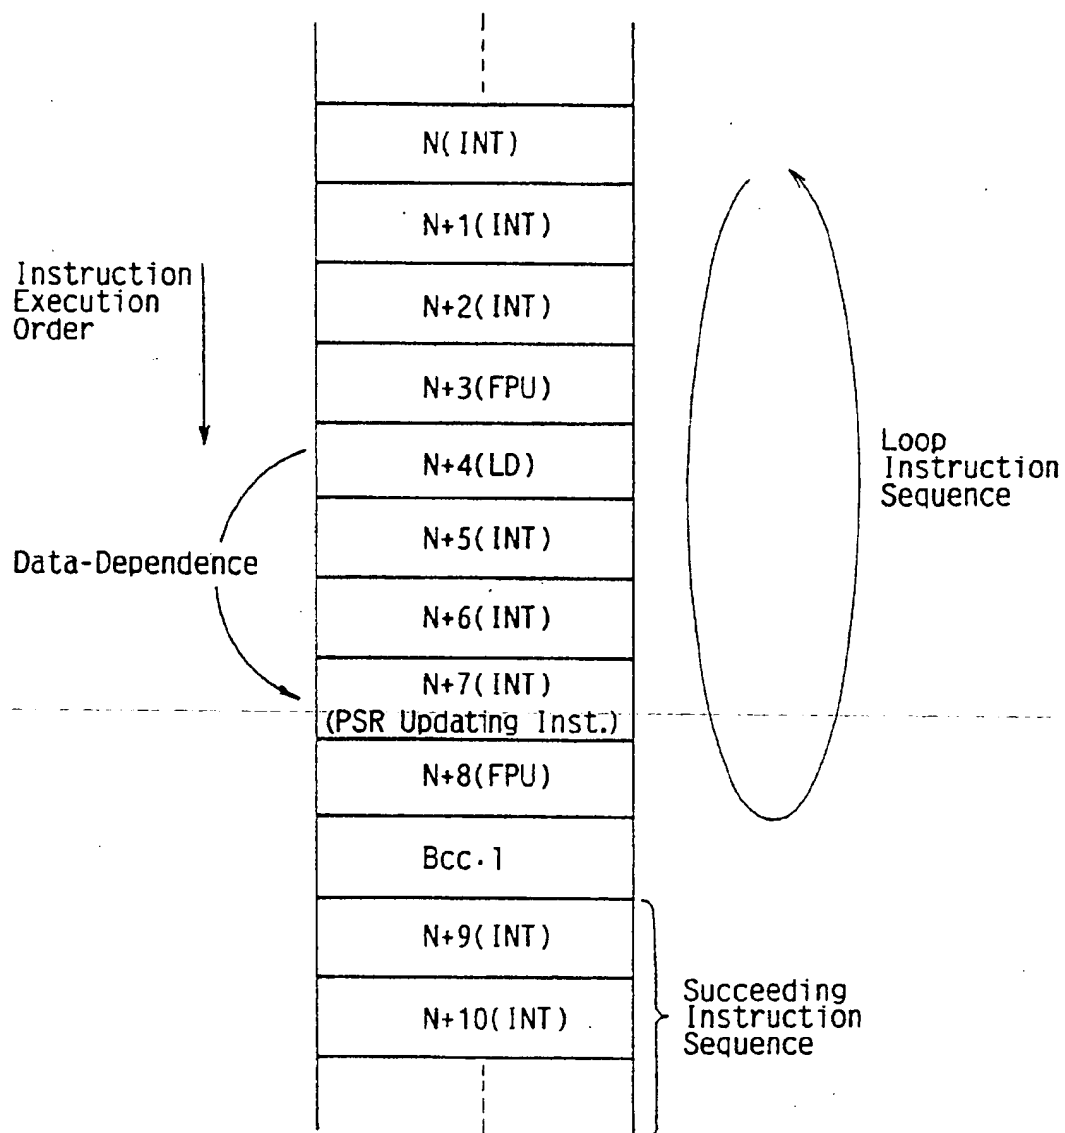 N(INT)
N+1(INT)
Instruction
Execution
Order
N+2(INT)
N+3(FPU)
N+4(LD)
Loop
Instruction
Sequence
N+5(INT)
Data-Dependence
N+6(INT)
N+7(INT)
(PSR Updating Inst.)
N+8(FPU)
Bcc·1
N+9(INT)
N+10(INT)
Succeeding
Instruction
Sequence